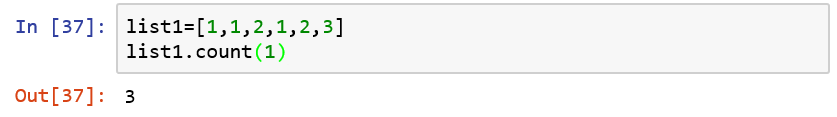 In [37]: list1=[1,1,2,1,2,3]
list1.count(1)
Out[37]: 3